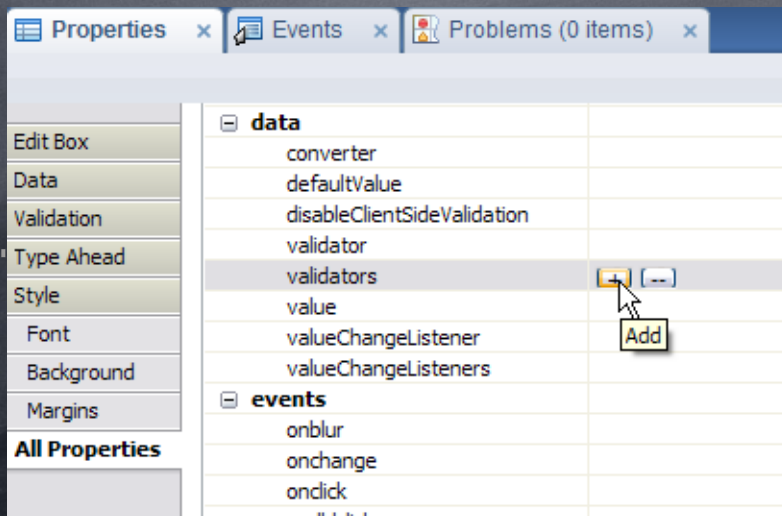 Properties Events Problems (0 items)
Edit Box
Data
Validation
Type Ahead
Style
Font
Background
Margins
All Properties
data
converter
defaultValue
disableClientSideValidation
validator
validators
Add
value
valueChangeListener
valueChangeListeners
events
onblur
onchange
onclick